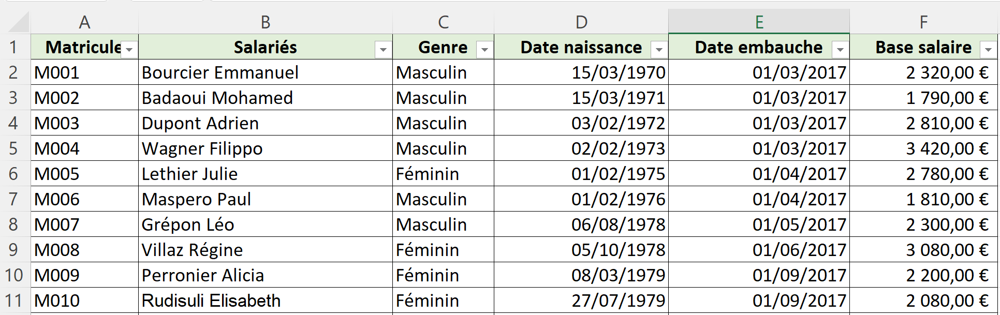 A B C D E F
1 Matricule Salariés Genre Date naissance Date embauche Base salaire
2 M001 Bourcier Emmanuel Masculin 15/03/1970 01/03/2017 2 320,00 €
3 M002 Badaoui Mohamed Masculin 15/03/1971 01/03/2017 1 790,00 €
4 M003 Dupont Adrien Masculin 03/02/1972 01/03/2017 2 810,00 €
5 M004 Wagner Filippo Masculin 02/02/1973 01/03/2017 3 420,00 €
6 M005 Lethier Julie Féminin 01/02/1975 01/04/2017 2 780,00 €
7 M006 Maspero Paul Masculin 01/02/1976 01/04/2017 1 810,00 €
8 M007 Grépon Léo Masculin 06/08/1978 01/05/2017 2 300,00 €
9 M008 Villaz Régine Féminin 05/10/1978 01/06/2017 3 080,00 €
10 M009 Perronier Alicia Féminin 08/03/1979 01/09/2017 2 200,00 €
11 M010 Rudisuli Elisabeth Féminin 27/07/1979 01/09/2017 2 080,00 €